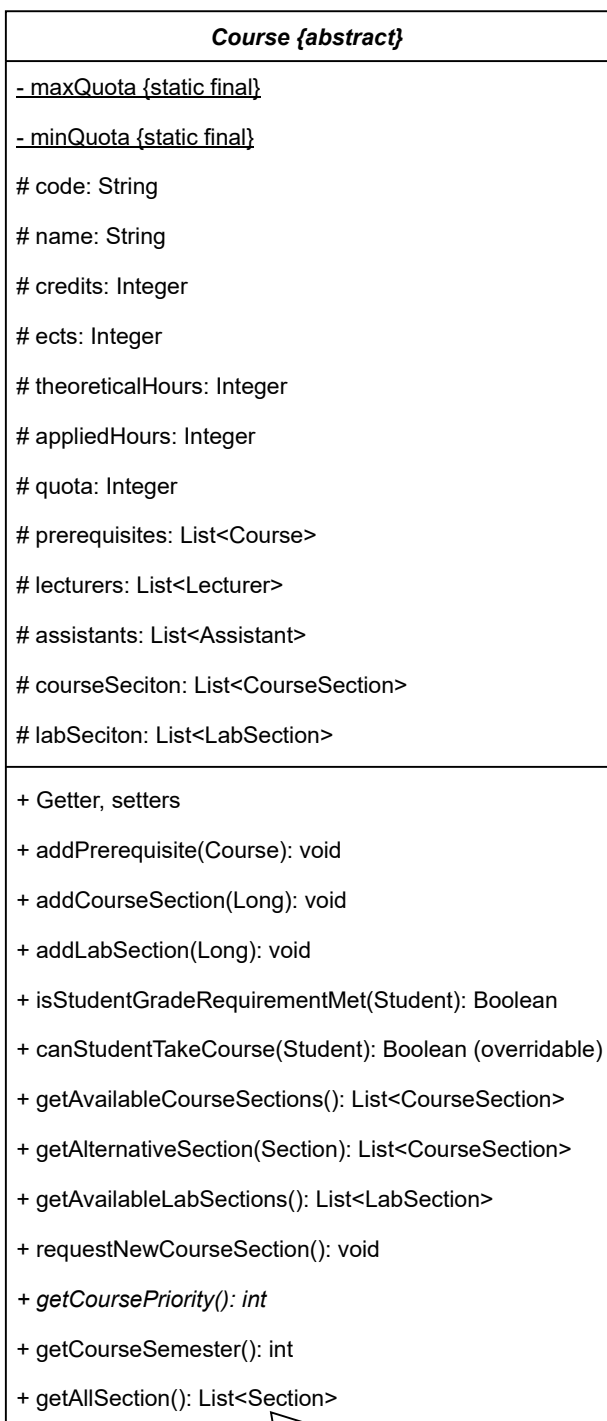 Course {abstract}
- maxQuota {static final}
- minQuota {static final}
# code: String
# name: String
# credits: Integer
# ects: Integer
# theoreticalHours: Integer
# appliedHours: Integer
# quota: Integer
# prerequisites: List<Course>
# lecturers: List<Lecturer>
# assistants: List<Assistant>
# courseSeciton: List<CourseSection>
# labSeciton: List<LabSection>
+ Getter, setters
+ addPrerequisite(Course): void
+ addCourseSection(Long): void
+ addLabSection(Long): void
+ isStudentGradeRequirementMet(Student): Boolean
+ canStudentTakeCourse(Student): Boolean (overridable)
+ getAvailableCourseSections(): List<CourseSection>
+ getAlternativeSection(Section): List<CourseSection>
+ getAvailableLabSections(): List<LabSection>
+ requestNewCourseSection(): void
+ getCoursePriority(): int
+ getCourseSemester(): int
+ getAllSection(): List<Section>